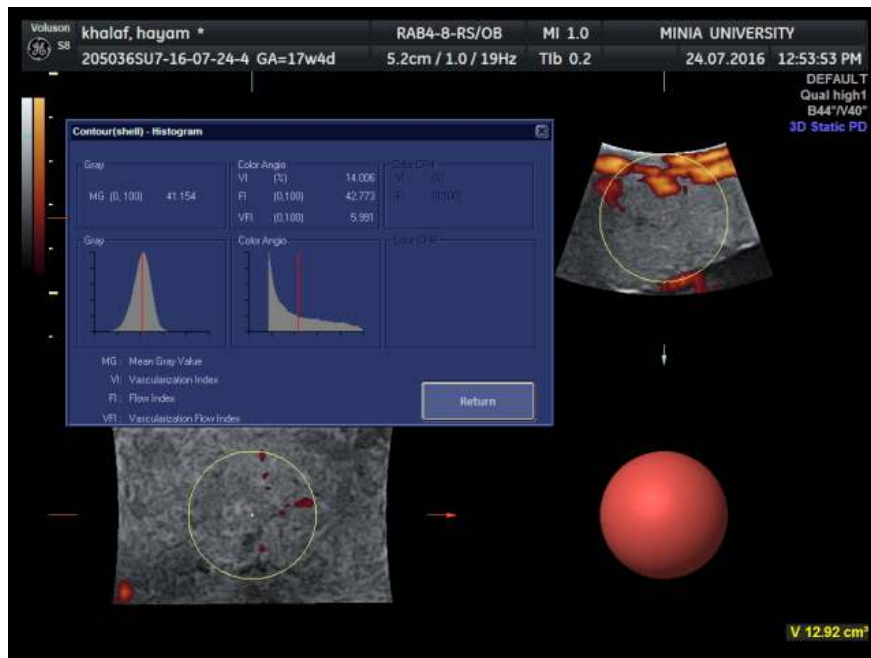 Voluson
S8
khalaf, hayam *
RAB4-8-RS/OB
MI 1.0
MINIA UNIVERSITY
205036SU7-16-07-24-4 GA=17w4d
5.2cm / 1.0 / 19Hz
TIb 0.2
24.07.2016 12:53:53 PM
DEFAULT
Qual high1
B44°/V40°
3D Static PD
Contour(shell) - Histogram
Gray
MG (0, 100) 41.154
Color Angio
VI (%) 14.006
FI (0,100) 42.773
VFI (0,100) 5.991
Color CFM
Gray
Color Angio
Color CFM
MG : Mean Gray Value
VI: Vascularization Index
FI : Flow Index
VFI : Vascularization Flow Index
Return
V 12.92 cm³